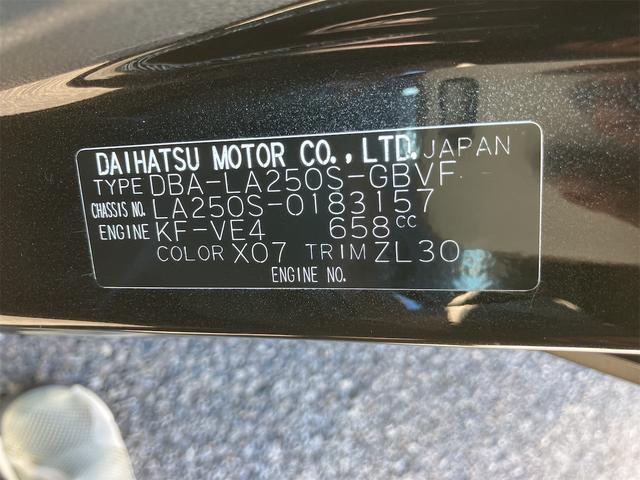 DAIHATSU MOTOR CO., LTD. JAPAN
TYPE DBA-LA250S-GBVF
CHASSIS NO. LA250S-0183157
ENGINE KF-VE4 658cc
COLOR X07 TRIM ZL30
ENGINE NO.